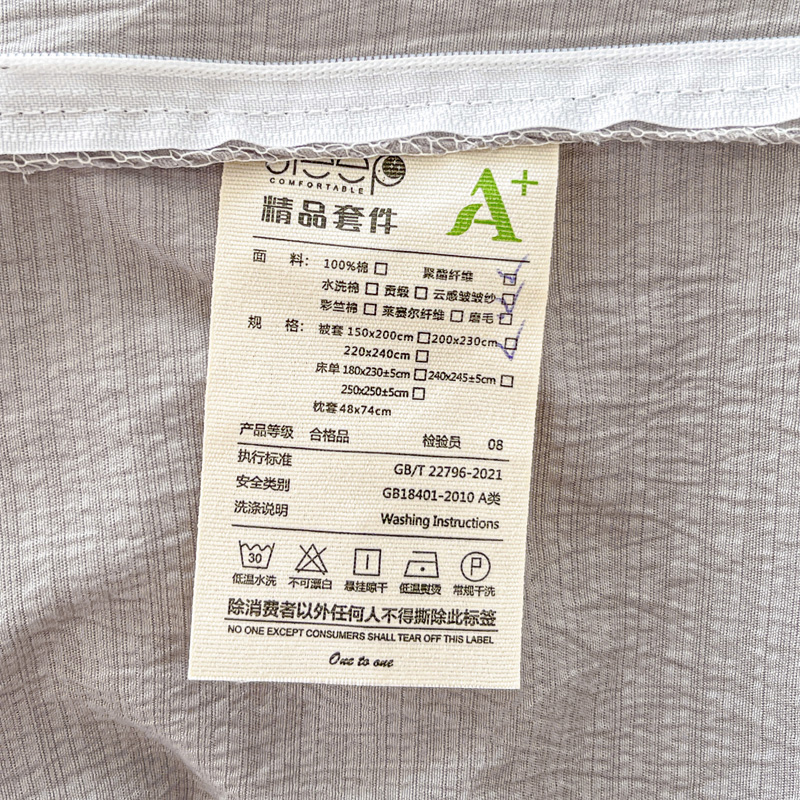 sleep
COMFORTABLE
精品套件
A+
面 料： 100%棉 □ 聚酯纤维 □
水洗棉 □ 贡缎 □ 云感皱皱纱 □
彩兰棉 □ 莱赛尔纤维 □ 磨毛 □
规 格： 被套 150x200cm □ 200x230cm □
220x240cm □
床单 180x230±5cm □ 240x245±5cm □
250x250±5cm □
枕套 48x74cm
产品等级 合格品 检验员 08
执行标准 GB/T 22796-2021
安全类别 GB18401-2010 A类
洗涤说明 Washing Instructions
30 P
低温水洗 不可漂白 悬挂晾干 低温熨烫 常规干洗
除消费者以外任何人不得撕除此标签
NO ONE EXCEPT CONSUMERS SHALL TEAR OFF THIS LABEL
One to one